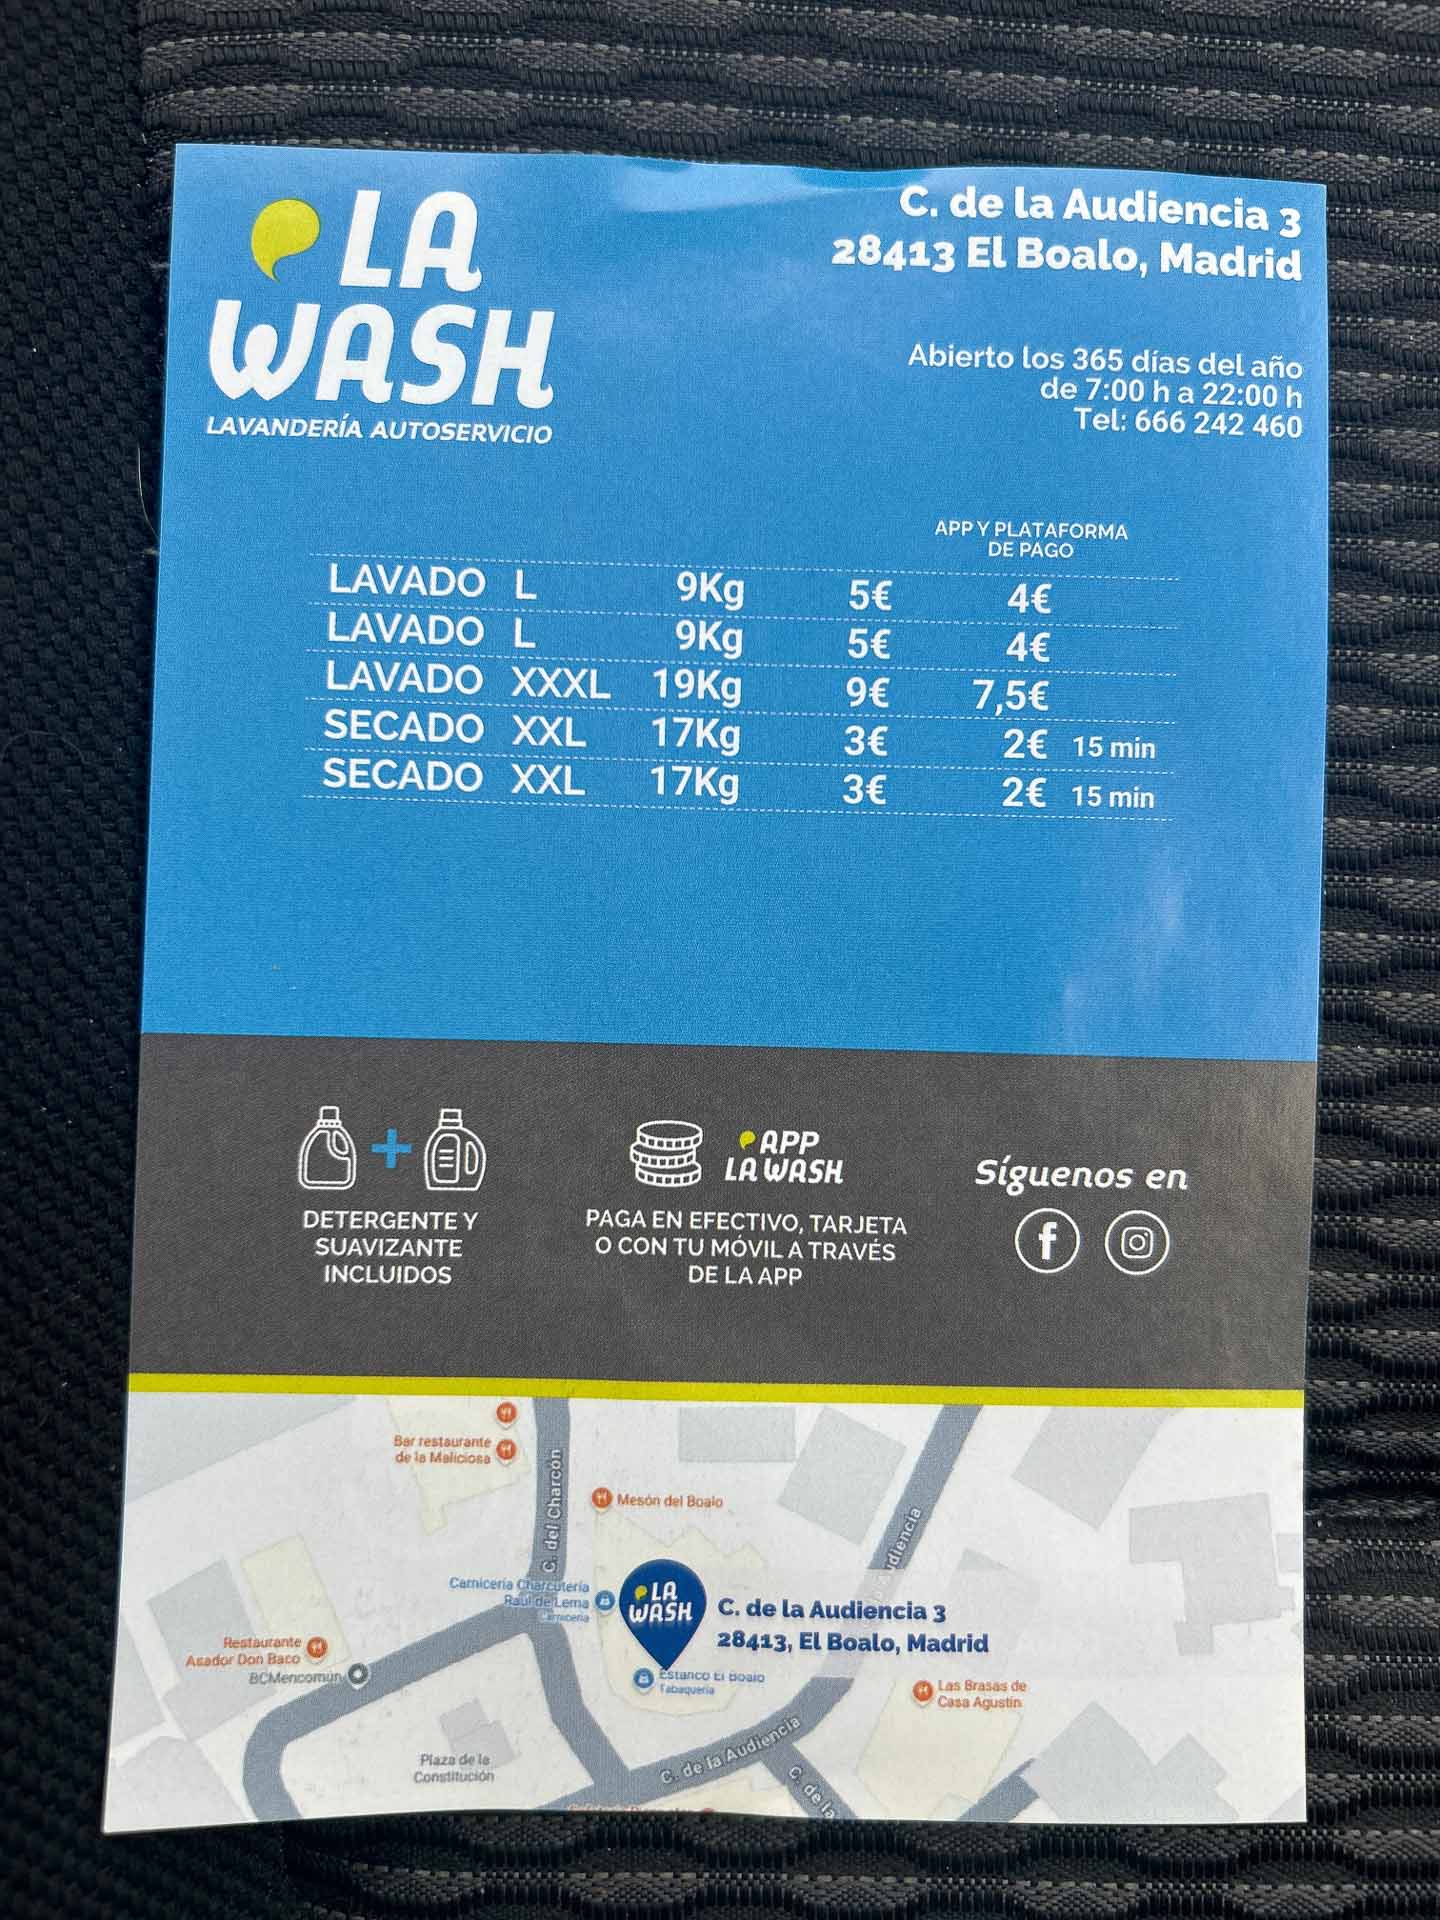 LA
WASH
LAVANDERÍA AUTOSERVICIO
C. de la Audiencia 3
28413 El Boalo, Madrid
Abierto los 365 días del año
de 7:00 h a 22:00 h
Tel: 666 242 460
APP Y PLATAFORMA
DE PAGO
LAVADO L 9Kg 5€ 4€
LAVADO L 9Kg 5€ 4€
LAVADO XXXL 19Kg 9€ 7,5€
SECADO XXL 17Kg 3€ 2€ 15 min
SECADO XXL 17Kg 3€ 2€ 15 min
DETERGENTE Y
SUAVIZANTE
INCLUIDOS
APP
LA WASH
PAGA EN EFECTIVO, TARJETA
O CON TU MÓVIL A TRAVÉS
DE LA APP
Síguenos en
f
Bar restaurante
de la Maliciosa
C. del Charcón
Mesón del Boalo
Audiencia
Carnicería Charcutería
Raúl de Lema
Carnicería
LA
WASH
C. de la Audiencia 3
28413, El Boalo, Madrid
Restaurante
Asador Don Baco
BCMencomún
Estanco El Boalo
Tabaquería
Las Brasas de
Casa Agustín
C. de la Audiencia
Plaza de la
Constitución
C. de la